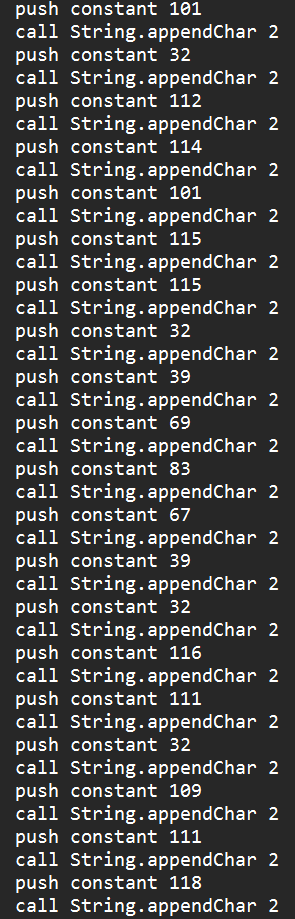 push constant 101
call String.appendChar 2
push constant 32
call String.appendChar 2
push constant 112
call String.appendChar 2
push constant 114
call String.appendChar 2
push constant 101
call String.appendChar 2
push constant 115
call String.appendChar 2
push constant 115
call String.appendChar 2
push constant 32
call String.appendChar 2
push constant 39
call String.appendChar 2
push constant 69
call String.appendChar 2
push constant 83
call String.appendChar 2
push constant 67
call String.appendChar 2
push constant 39
call String.appendChar 2
push constant 32
call String.appendChar 2
push constant 116
call String.appendChar 2
push constant 111
call String.appendChar 2
push constant 32
call String.appendChar 2
push constant 109
call String.appendChar 2
push constant 111
call String.appendChar 2
push constant 118
call String.appendChar 2